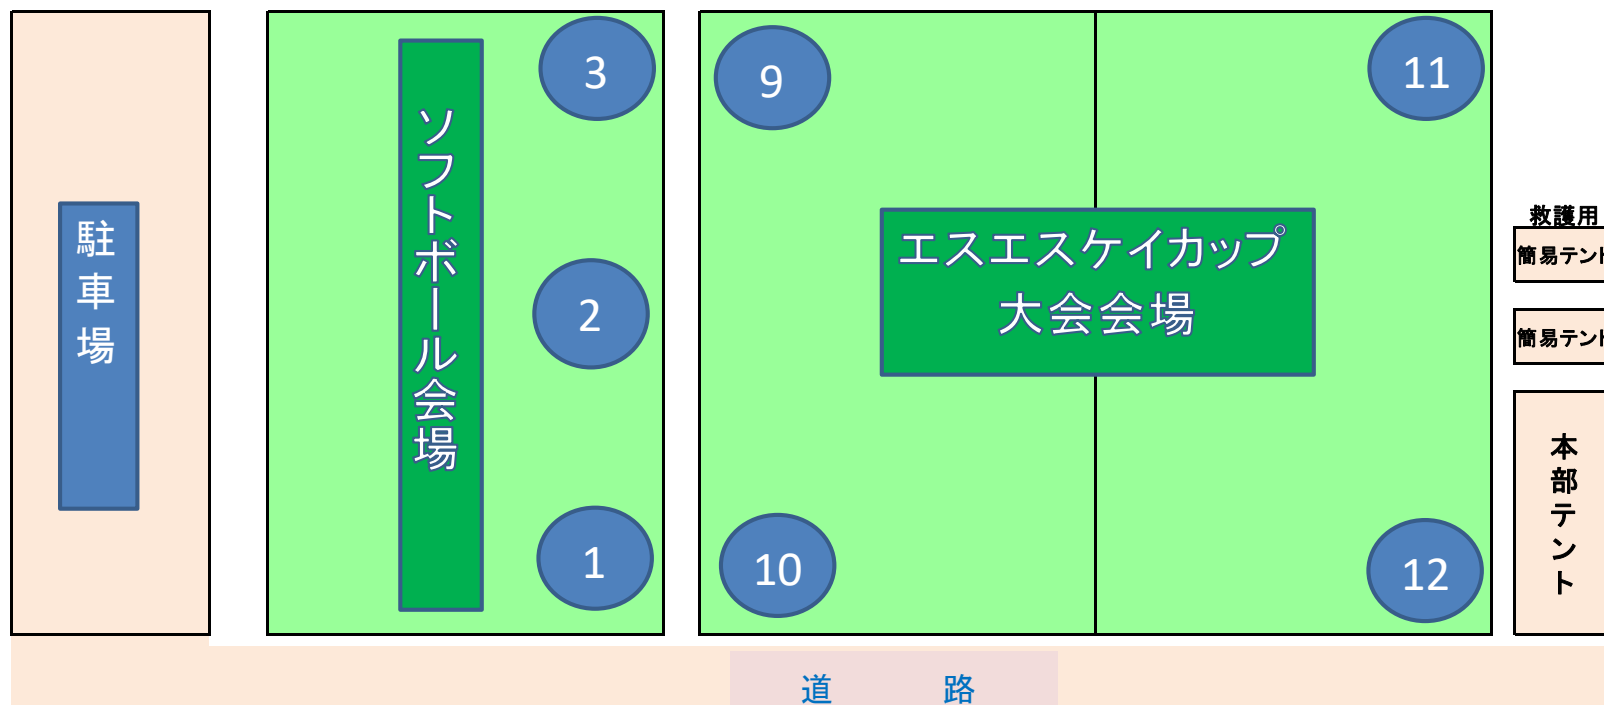 駐車場
ソフトボール会場
3
2
1
9
10
エスエスケイカップ
大会会場
11
12
救護用
簡易テント
簡易テント
本部テント
道　路